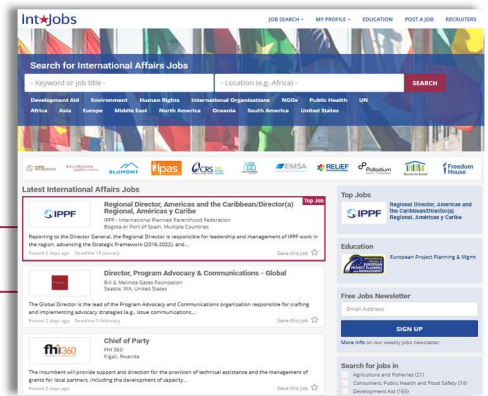 Int★Jobs
JOB SEARCH MY PROFILE EDUCATION POST A JOB RECRUITERS
Search for International Affairs Jobs
- Keyword or job title -
- Location (e.g. Africa) -
SEARCH
Development Aid Environment Human Rights International Organisations NGOs Public Health UN
Africa Asia Europe Middle East North America Oceania South America United States
BLUMONT
Ipas
CRS
EMSA
RELIEF
Palladium
Freedom House
Latest International Affairs Jobs
Top Job
IPPF
Regional Director, Americas and the Caribbean/Director(a)
Regional, Américas y Caribe
IPPF - International Planned Parenthood Federation
Bogota or Port of Spain, Multiple Countries
Reporting to the Director General, the Regional Director is responsible for leadership and management of IPPF work in
the region, advancing the Strategic Framework (2016-2022), and...
Posted 2 days ago Deadline 18 January
Save this job
Director, Program Advocacy & Communications - Global
Bill & Melinda Gates Foundation
Seattle, WA, United States
The Global Director is the lead of the Program Advocacy and Communications organization responsible for crafting
and implementing advocacy strategies (e.g., issue communications,...
Posted 2 days ago Deadline 5 February
Save this job
fhi360
Chief of Party
FHI 360
Kigali, Rwanda
The incumbent will provide support and direction for the provision of technical assistance and the management of
grants for local partners, including the development of capacity...
Posted 2 days ago
Save this job
Top Jobs
IPPF
Regional Director, Americas and
the Caribbean/Director(a)
Regional, Américas y Caribe
Education
European Project Planning & Mgmt
Free Jobs Newsletter
Email Address
SIGN UP
More info on our weekly jobs newsletter.
Search for jobs in
Agriculture and Fisheries (21)
Consumers, Public Health and Food Safety (74)
Development Aid (165)